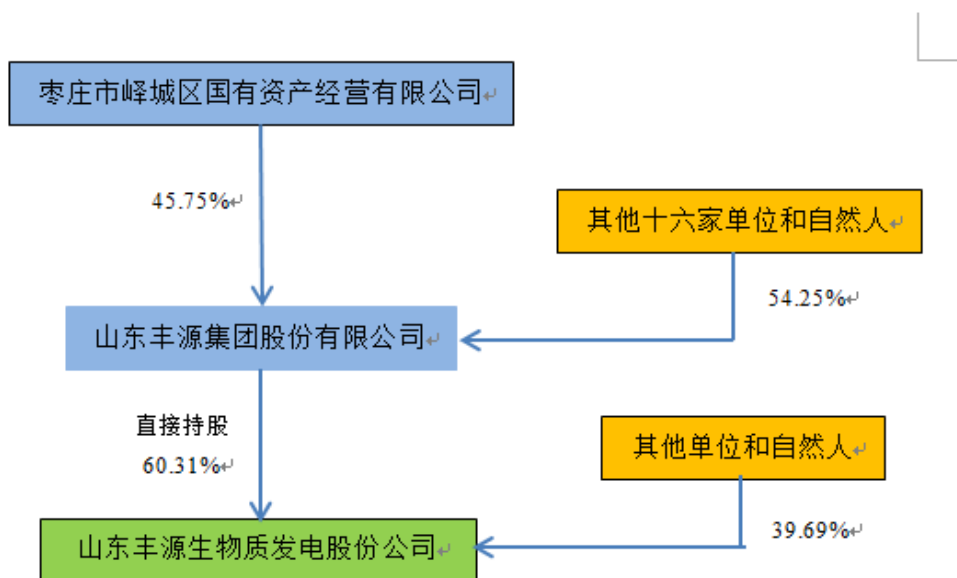 枣庄市峄城区国有资产经营有限公司
45.75%
其他十六家单位和自然人
54.25%
山东丰源集团股份有限公司
直接持股
60.31%
其他单位和自然人
39.69%
山东丰源生物质发电股份公司